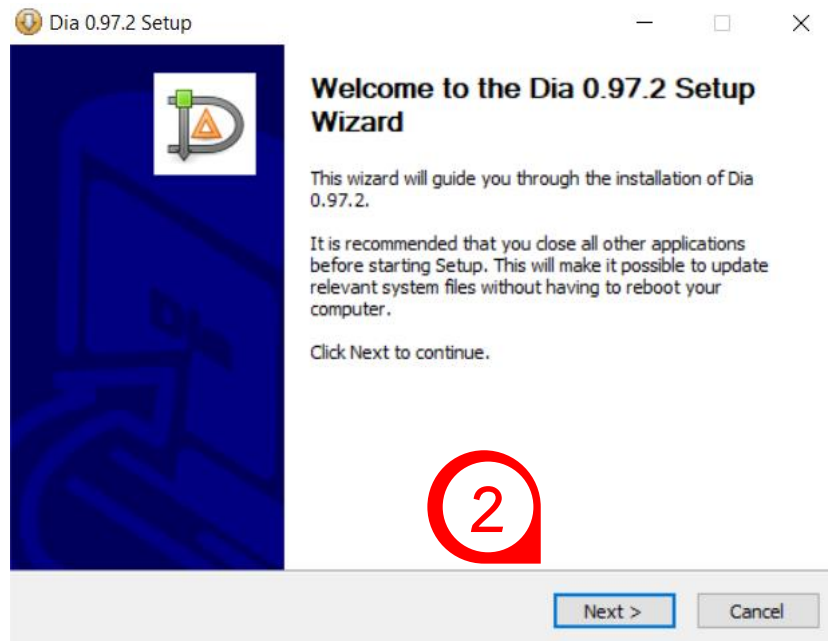 Dia 0.97.2 Setup
Welcome to the Dia 0.97.2 Setup
Wizard
This wizard will guide you through the installation of Dia
0.97.2.
It is recommended that you close all other applications
before starting Setup. This will make it possible to update
relevant system files without having to reboot your
computer.
Click Next to continue.
Dia
2
Next >
Cancel